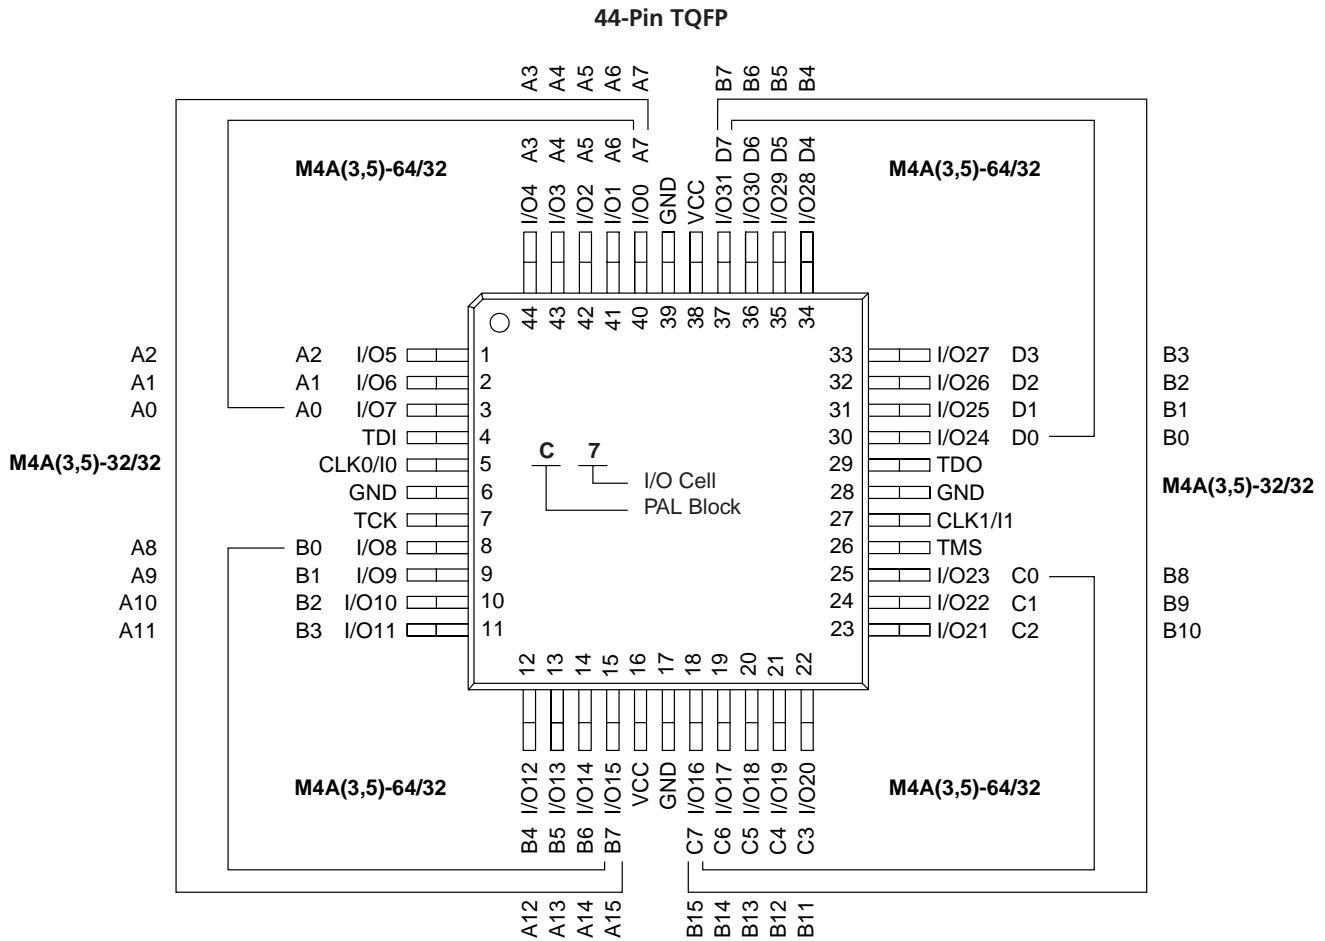 44-Pin TQFP
A3 A4 A5 A6 A7 B7 B6 B5 B4
A3 A4 A5 A6 A7 D7 D6 D5 D4
M4A(3,5)-64/32 M4A(3,5)-64/32
I/O4 I/O3 I/O2 I/O1 I/O0 GND VCC I/O31 I/O30 I/O29 I/O28
44 43 42 41 40 39 38 37 36 35 34
A2 A2 I/O5 1 33 I/O27 D3 B3
A1 A1 I/O6 2 32 I/O26 D2 B2
A0 A0 I/O7 3 31 I/O25 D1 B1
TDI 4 30 I/O24 D0 B0
M4A(3,5)-32/32 CLK0/I0 5 29 TDO
C 7
I/O Cell
PAL Block
GND 6 28 GND M4A(3,5)-32/32
TCK 7 27 CLK1/I1
A8 B0 I/O8 8 26 TMS
A9 B1 I/O9 9 25 I/O23 C0 B8
A10 B2 I/O10 10 24 I/O22 C1 B9
A11 B3 I/O11 11 23 I/O21 C2 B10
12 13 14 15 16 17 18 19 20 21 22
I/O12 I/O13 I/O14 I/O15 VCC GND I/O16 I/O17 I/O18 I/O19 I/O20
M4A(3,5)-64/32 M4A(3,5)-64/32
B4 B5 B6 B7 C7 C6 C5 C4 C3
A12 A13 A14 A15 B15 B14 B13 B12 B11